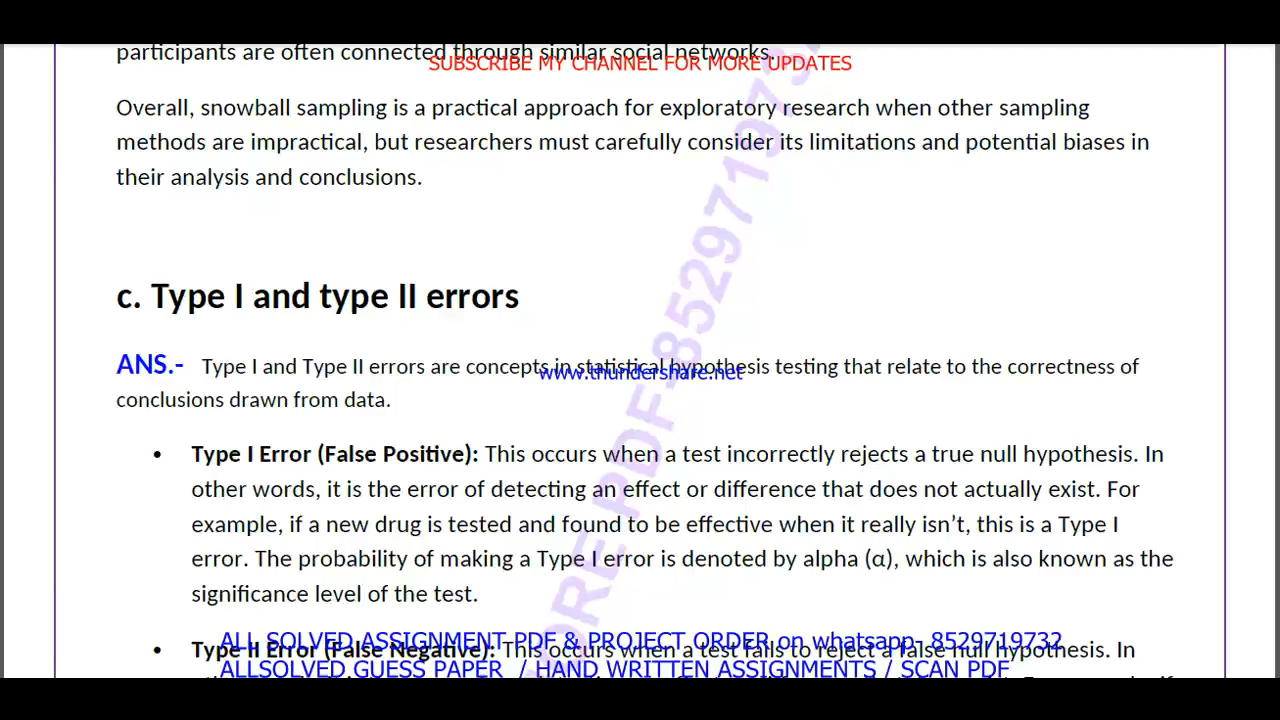 participants are often connected through similar social networks.
SUBSCRIBE MY CHANNEL FOR MORE UPDATES
Overall, snowball sampling is a practical approach for exploratory research when other sampling
methods are impractical, but researchers must carefully consider its limitations and potential biases in
their analysis and conclusions.
c. Type I and type II errors
ANS.- Type I and Type II errors are concepts in statistical hypothesis testing that relate to the correctness of
www.thundershare.net
conclusions drawn from data.
• Type I Error (False Positive): This occurs when a test incorrectly rejects a true null hypothesis. In
other words, it is the error of detecting an effect or difference that does not actually exist. For
example, if a new drug is tested and found to be effective when it really isn’t, this is a Type I
error. The probability of making a Type I error is denoted by alpha (α), which is also known as the
significance level of the test.
ALL SOLVED ASSIGNMENT PDF & PROJECT ORDER on whatsapp- 8529719732
• Type II Error (False Negative): This occurs when a test fails to reject a false null hypothesis. In
ALLSOLVED GUESS PAPER / HAND WRITTEN ASSIGNMENTS / SCAN PDF
ORE PDF-852971973